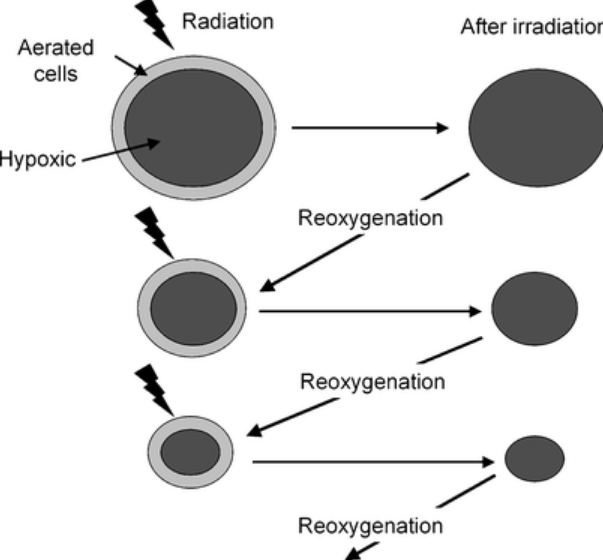 Radiation
After irradiation
Aerated
cells
Hypoxic
Reoxygenation
Reoxygenation
Reoxygenation